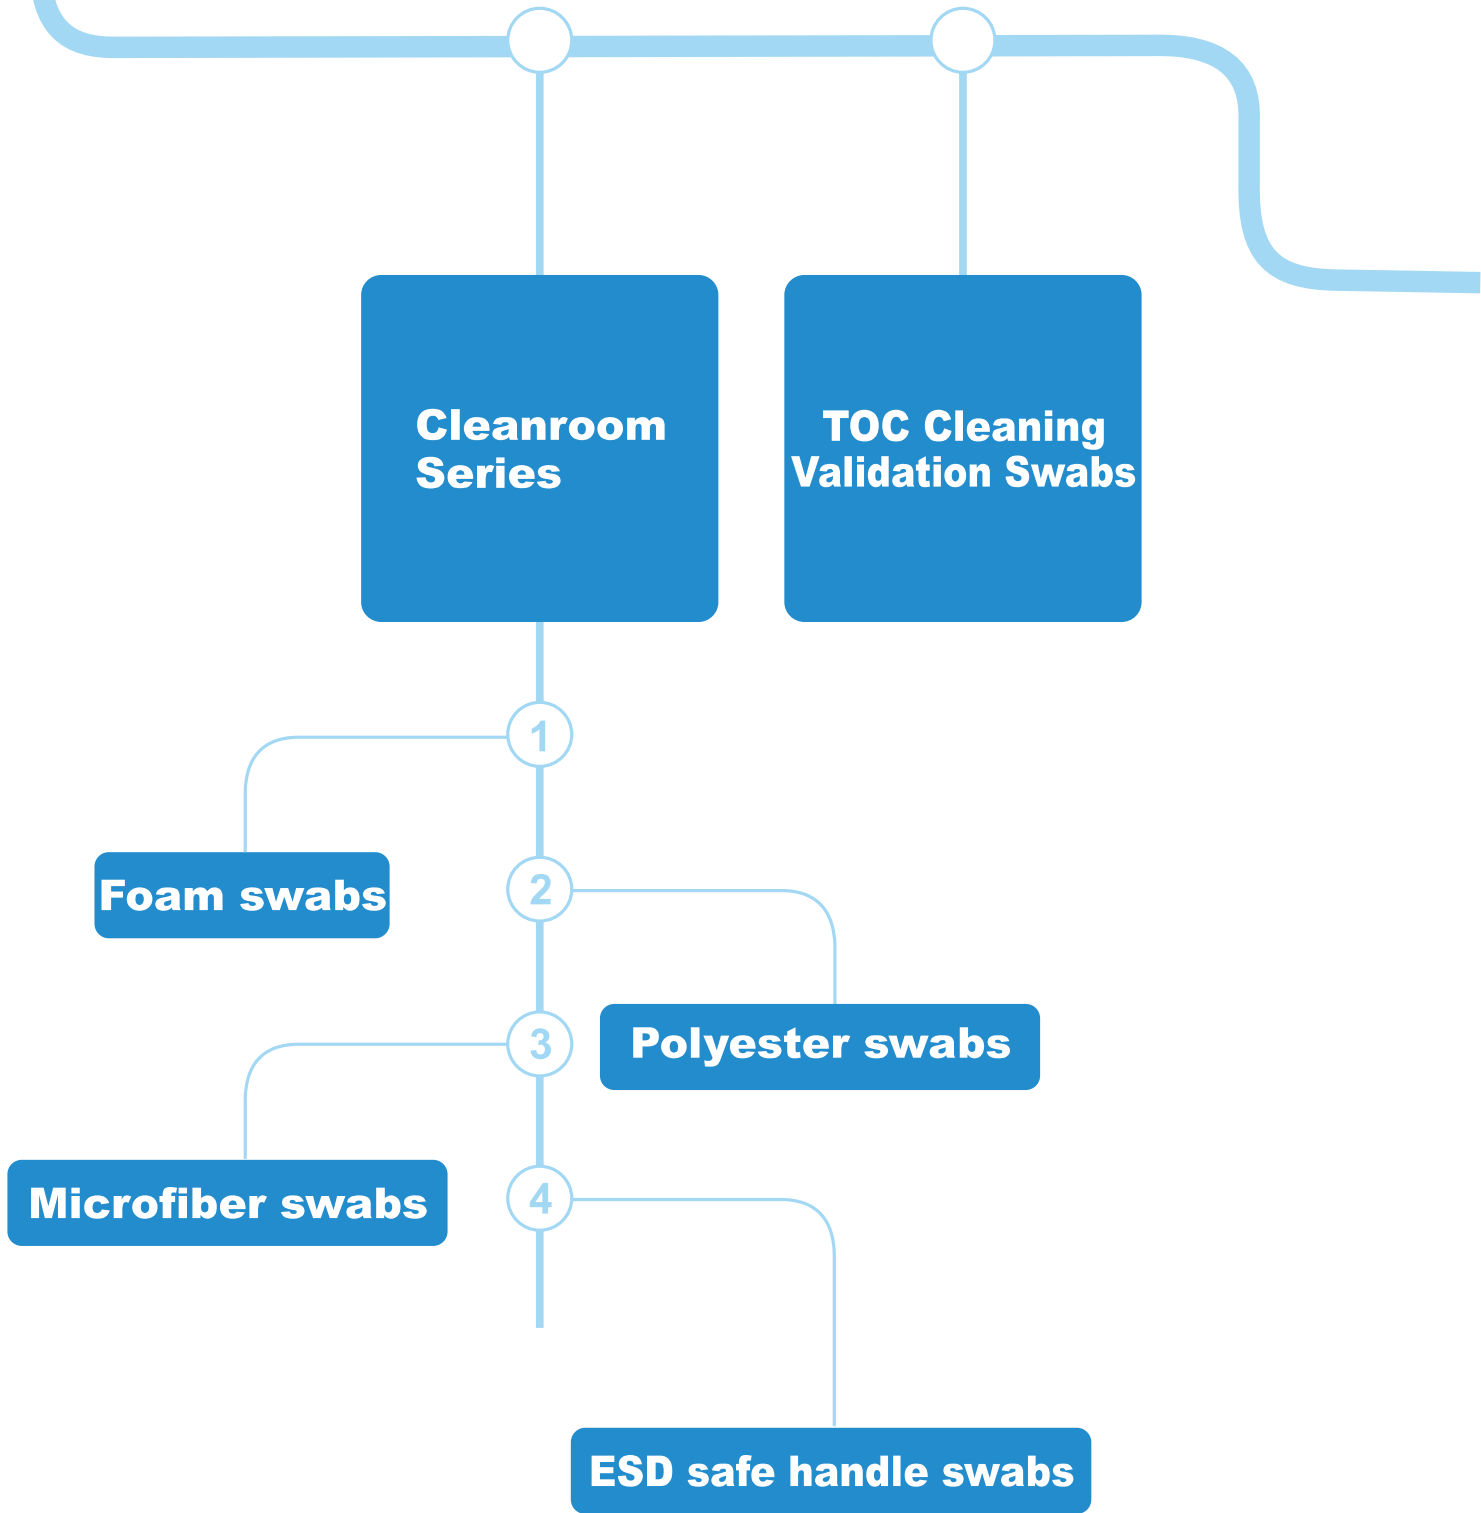 Cleanroom
Series
TOC Cleaning
Validation Swabs
1
Foam swabs
2
Polyester swabs
3
Microfiber swabs
4
ESD safe handle swabs